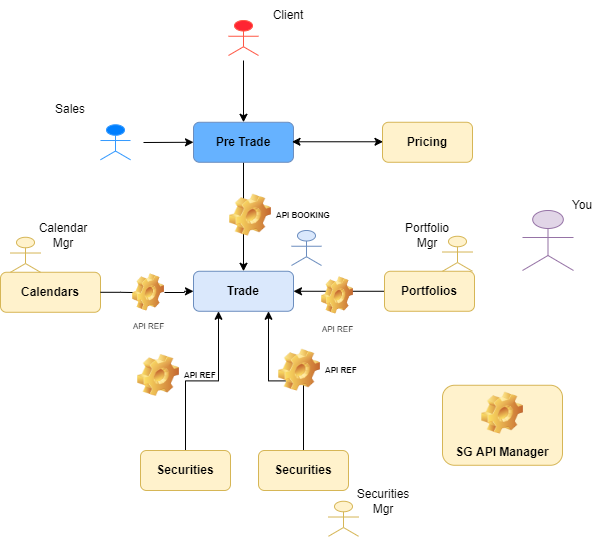 Client
Sales
Pre Trade
Pricing
API BOOKING
You
Calendar
Mgr
Portfolio
Mgr
Calendars
Trade
Portfolios
API REF
API REF
API REF
API REF
SG API Manager
Securities
Securities
Securities
Mgr